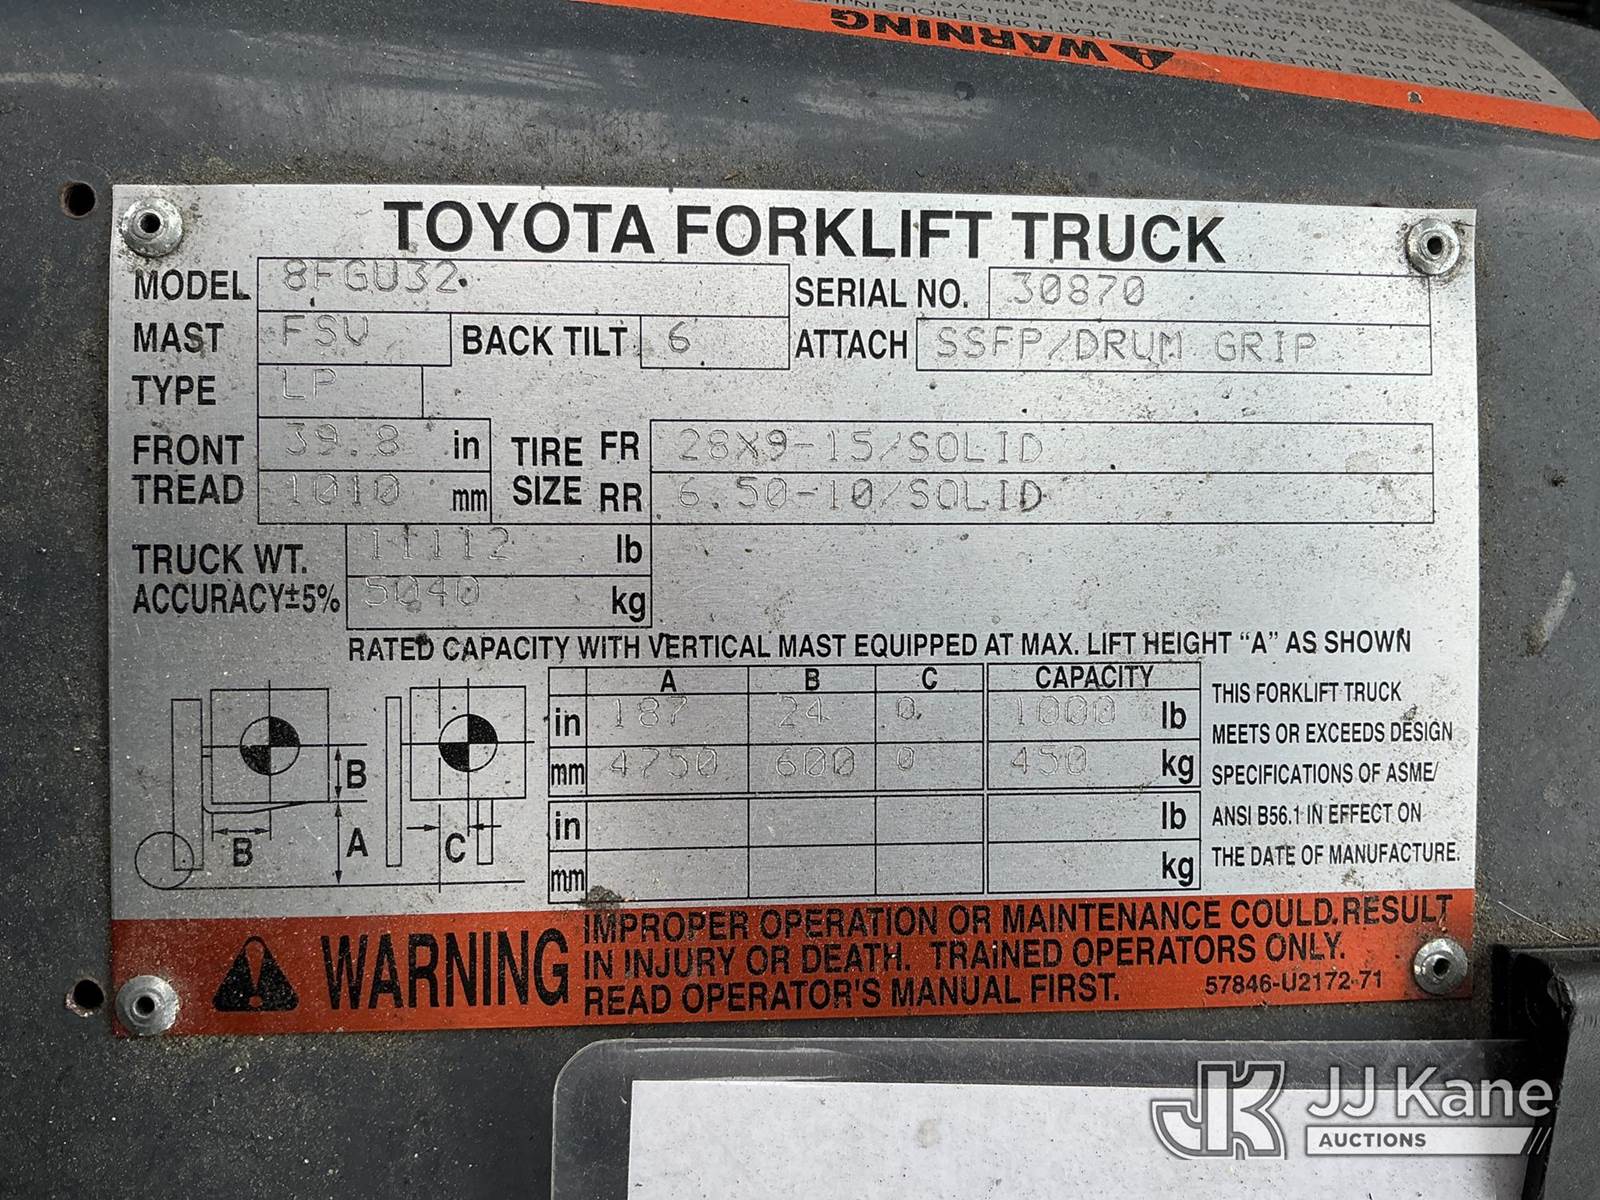 WARNING
TOYOTA FORKLIFT TRUCK
MODEL 8FGU32 SERIAL NO. 30870
MAST FSV BACK TILT 6 ATTACH SSFP/DRUM GRIP
TYPE LP
FRONT TREAD 39.8 in TIRE SIZE FR 28X9-15/SOLID
1010 mm RR 6.50-10/SOLID
TRUCK WT. 11112 lb
ACCURACY±5% 5040 kg
RATED CAPACITY WITH VERTICAL MAST EQUIPPED AT MAX. LIFT HEIGHT "A" AS SHOWN
A B C CAPACITY
in 187 24 0 1000 lb
mm 4750 600 0 450 kg
in lb
mm kg
B
B A C
THIS FORKLIFT TRUCK
MEETS OR EXCEEDS DESIGN
SPECIFICATIONS OF ASME/
ANSI B56.1 IN EFFECT ON
THE DATE OF MANUFACTURE.
WARNING
IMPROPER OPERATION OR MAINTENANCE COULD RESULT
IN INJURY OR DEATH. TRAINED OPERATORS ONLY.
READ OPERATOR'S MANUAL FIRST. 57846-U2172-71
JK JJ Kane
AUCTIONS